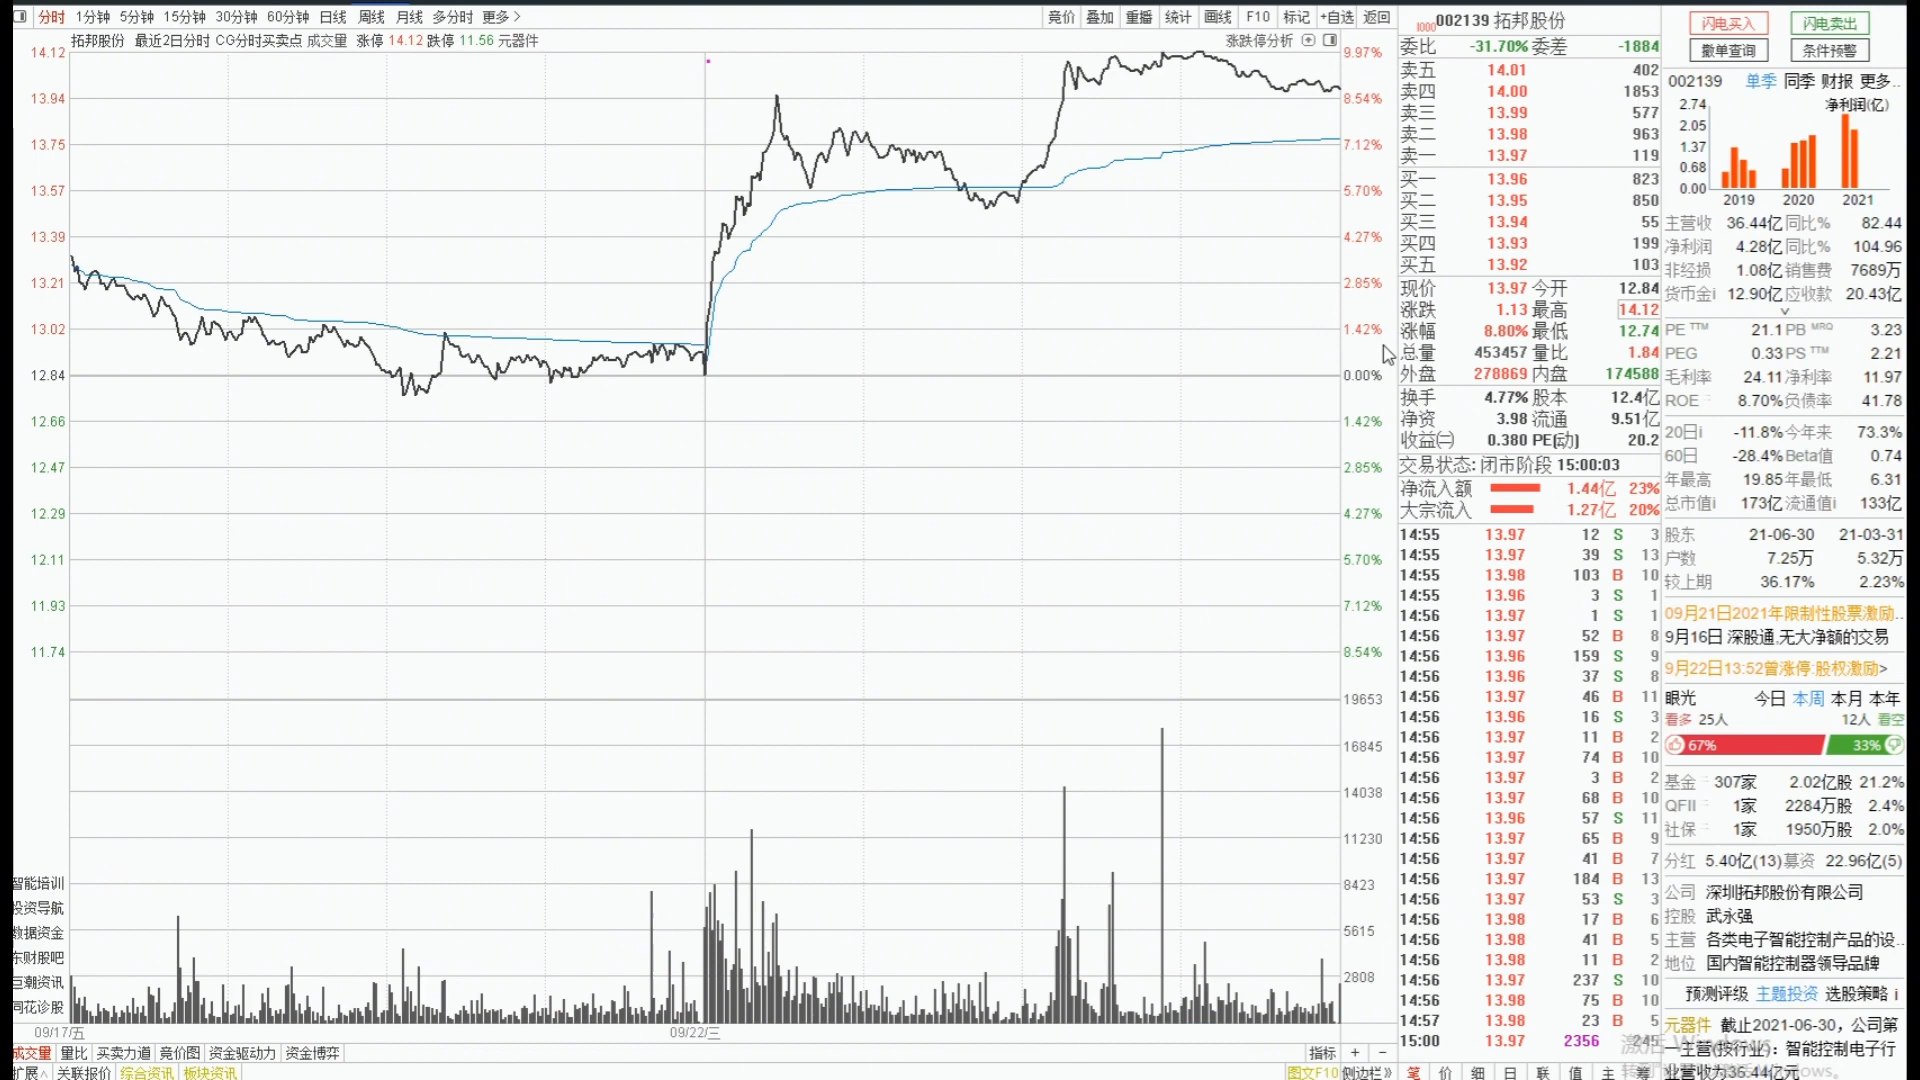 分时 1分钟 5分钟 15分钟 30分钟 60分钟 日线 周线 月线 多分时 更多>
竞价 叠加 重播 统计 画线 F10 标记 +自选 返回
拓邦股份 最近2日分时 CG分时买卖点 成交量 涨停 14.12 跌停 11.56 元器件
涨跌停分析
14.12
13.94
13.75
13.57
13.39
13.21
13.02
12.84
12.66
12.47
12.29
12.11
11.93
11.74
9.97%
8.54%
7.12%
5.70%
4.27%
2.85%
1.42%
0.00%
1.42%
2.85%
4.27%
5.70%
7.12%
8.54%
19653
16845
14038
11230
8423
5615
2808
智能培训
投资导航
数据资金
东财股吧
巨潮资讯
同花诊股
09/17/五
09/22/三
成交量 量比 买卖力道 竞价图 资金驱动力 资金博弈
指标 + -
扩展^ 关联报价 综合资讯 板块资讯
图文F10 侧边栏》
1000 002139 拓邦股份
委比 -31.70% 委差 -1884
卖五 14.01 402
卖四 14.00 1853
卖三 13.99 577
卖二 13.98 963
卖一 13.97 119
买一 13.96 823
买二 13.95 850
买三 13.94 55
买四 13.93 199
买五 13.92 103
现价 13.97 今开 12.84
涨跌 1.13 最高 14.12
涨幅 8.80% 最低 12.74
总量 453457 量比 1.84
外盘 278869 内盘 174588
换手 4.77% 股本 12.4亿
净资 3.98 流通 9.51亿
收益㈡ 0.380 PE(动) 20.2
交易状态: 闭市阶段 15:00:03
净流入额 1.44亿 23%
大宗流入 1.27亿 20%
14:55 13.97 12 S 3
14:55 13.97 39 S 13
14:55 13.98 103 B 10
14:55 13.96 3 S 1
14:56 13.97 1 S 1
14:56 13.97 52 B 8
14:56 13.96 159 S 9
14:56 13.96 37 S 8
14:56 13.97 46 B 11
14:56 13.96 16 S 3
14:56 13.97 11 B 2
14:56 13.97 74 B 10
14:56 13.97 3 B 2
14:56 13.97 68 B 10
14:56 13.96 57 S 11
14:56 13.97 65 B 9
14:56 13.97 41 B 7
14:56 13.97 184 B 13
14:56 13.97 53 S 3
14:56 13.98 17 B 6
14:56 13.98 41 B 5
14:56 13.98 11 B 2
14:56 13.97 237 S 10
14:56 13.98 75 B 10
14:57 13.98 23 B 5
15:00 13.97 2356 245
笔 价 细 日 联 值 主 筹
闪电买入 闪电卖出
撤单查询 条件预警
002139 单季 同季 财报 更多..
净利润(亿)
2.74
2.05
1.37
0.68
0.00
2019 2020 2021
主营收 36.44亿 同比% 82.44
净利润 4.28亿 同比% 104.96
非经损 1.08亿 销售费 7689万
货币金i 12.90亿 应收款 20.43亿
PE TTM 21.1 PB MRQ 3.23
PEG 0.33 PS TTM 2.21
毛利率 24.11 净利率 11.97
ROE 8.70% 负债率 41.78
20日i -11.8% 今年来 73.3%
60日 -28.4% Beta值 0.74
年最高 19.85 年最低 6.31
总市值i 173亿 流通值i 133亿
股东 21-06-30 21-03-31
户数 7.25万 5.32万
较上期 36.17% 2.23%
09月21日2021年限制性股票激励..
9月16日 深股通,无大净额的交易
9月22日13:52曾涨停:股权激励>
眼光 今日 本周 本月 本年
看多 25人 12人 看空
67% 33%
基金 307家 2.02亿股 21.2%
QFII 1家 2284万股 2.4%
社保 1家 1950万股 2.0%
分红 5.40亿(13) 募资 22.96亿(5)
公司 深圳拓邦股份有限公司
控股 武永强
主营 各类电子智能控制产品的设..
地位 国内智能控制器领导品牌
预测评级 主题投资 选股策略 i
元器件 截止2021-06-30，公司第
一主营(按行业)：智能控制电子行
业营收为36.44亿元
激活 Windows